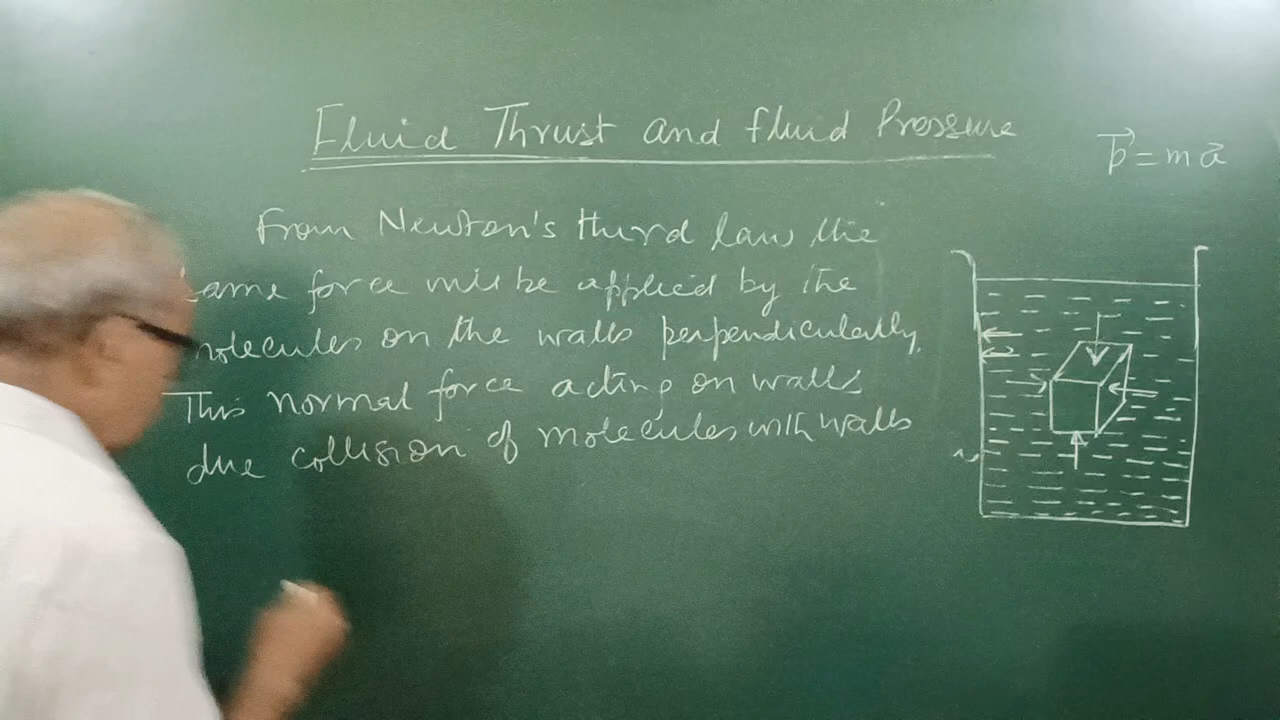 Fluid Thrust and fluid Pressure
p⃗ = m a⃗
From Newton's third law the
same force will be applied by the
molecules on the walls perpendicularly.
This normal force acting on walls
due collision of molecules with walls